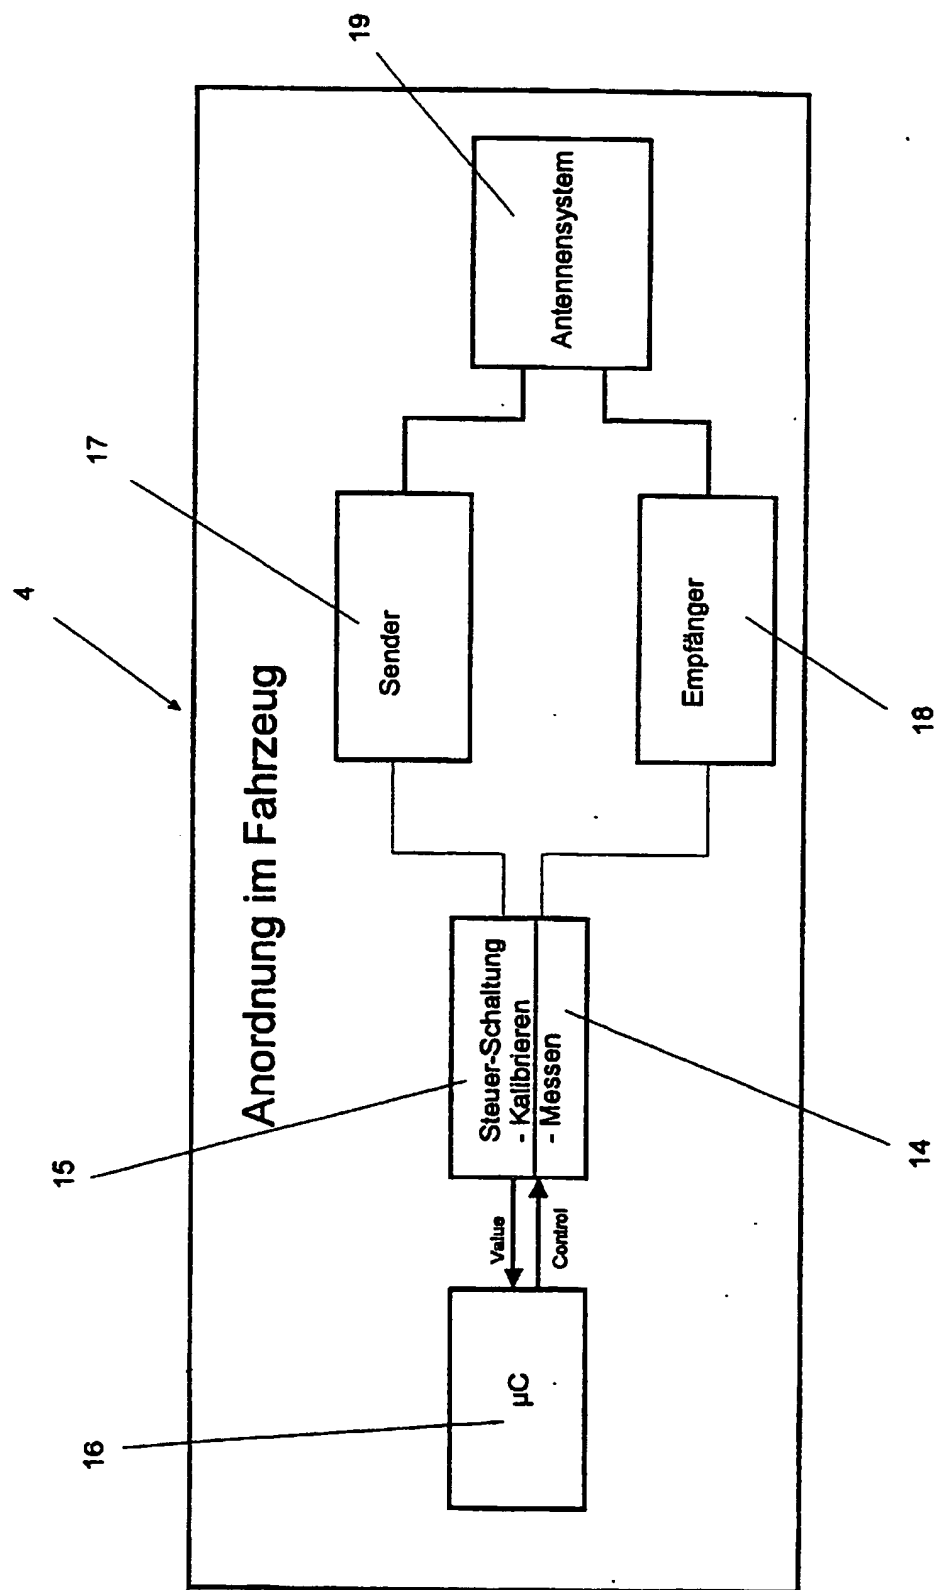 4
Anordnung im Fahrzeug
16
µC
Value
Control
15
Steuer-Schaltung
- Kalibrieren
- Messen
14
17
Sender
Empfänger
18
19
Antennensystem